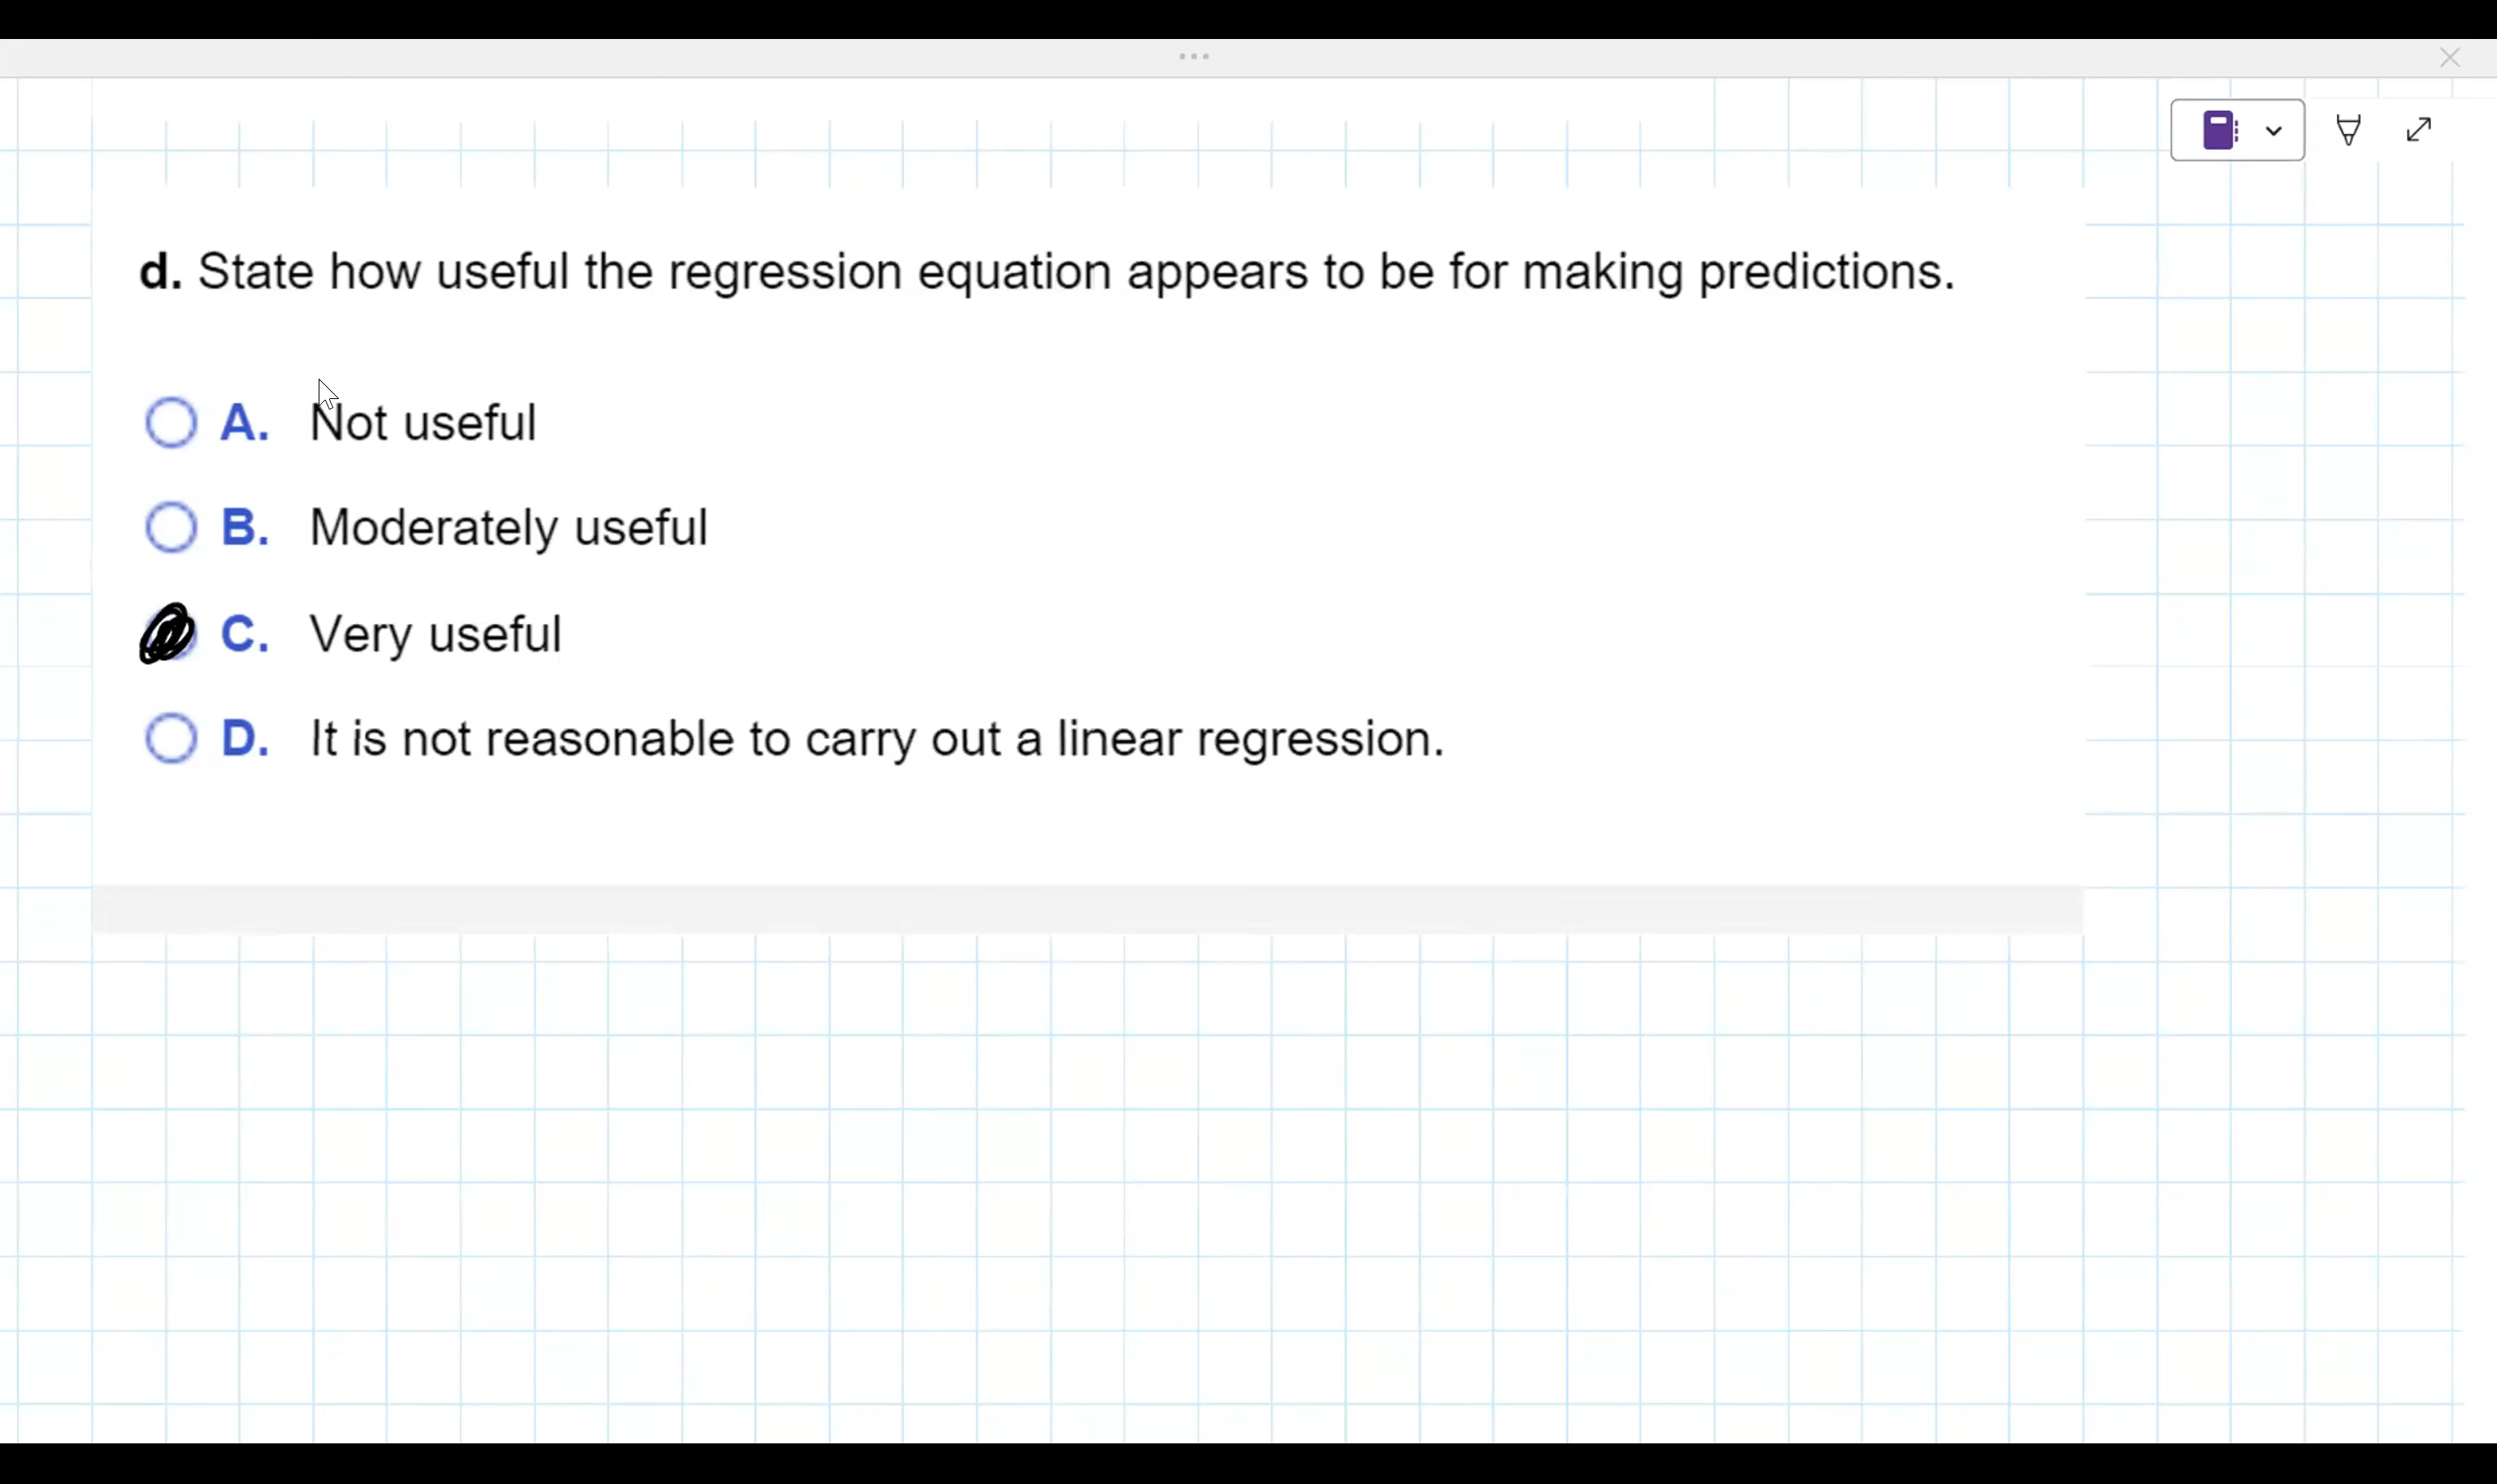 d. State how useful the regression equation appears to be for making predictions.
A. Not useful
B. Moderately useful
C. Very useful
D. It is not reasonable to carry out a linear regression.